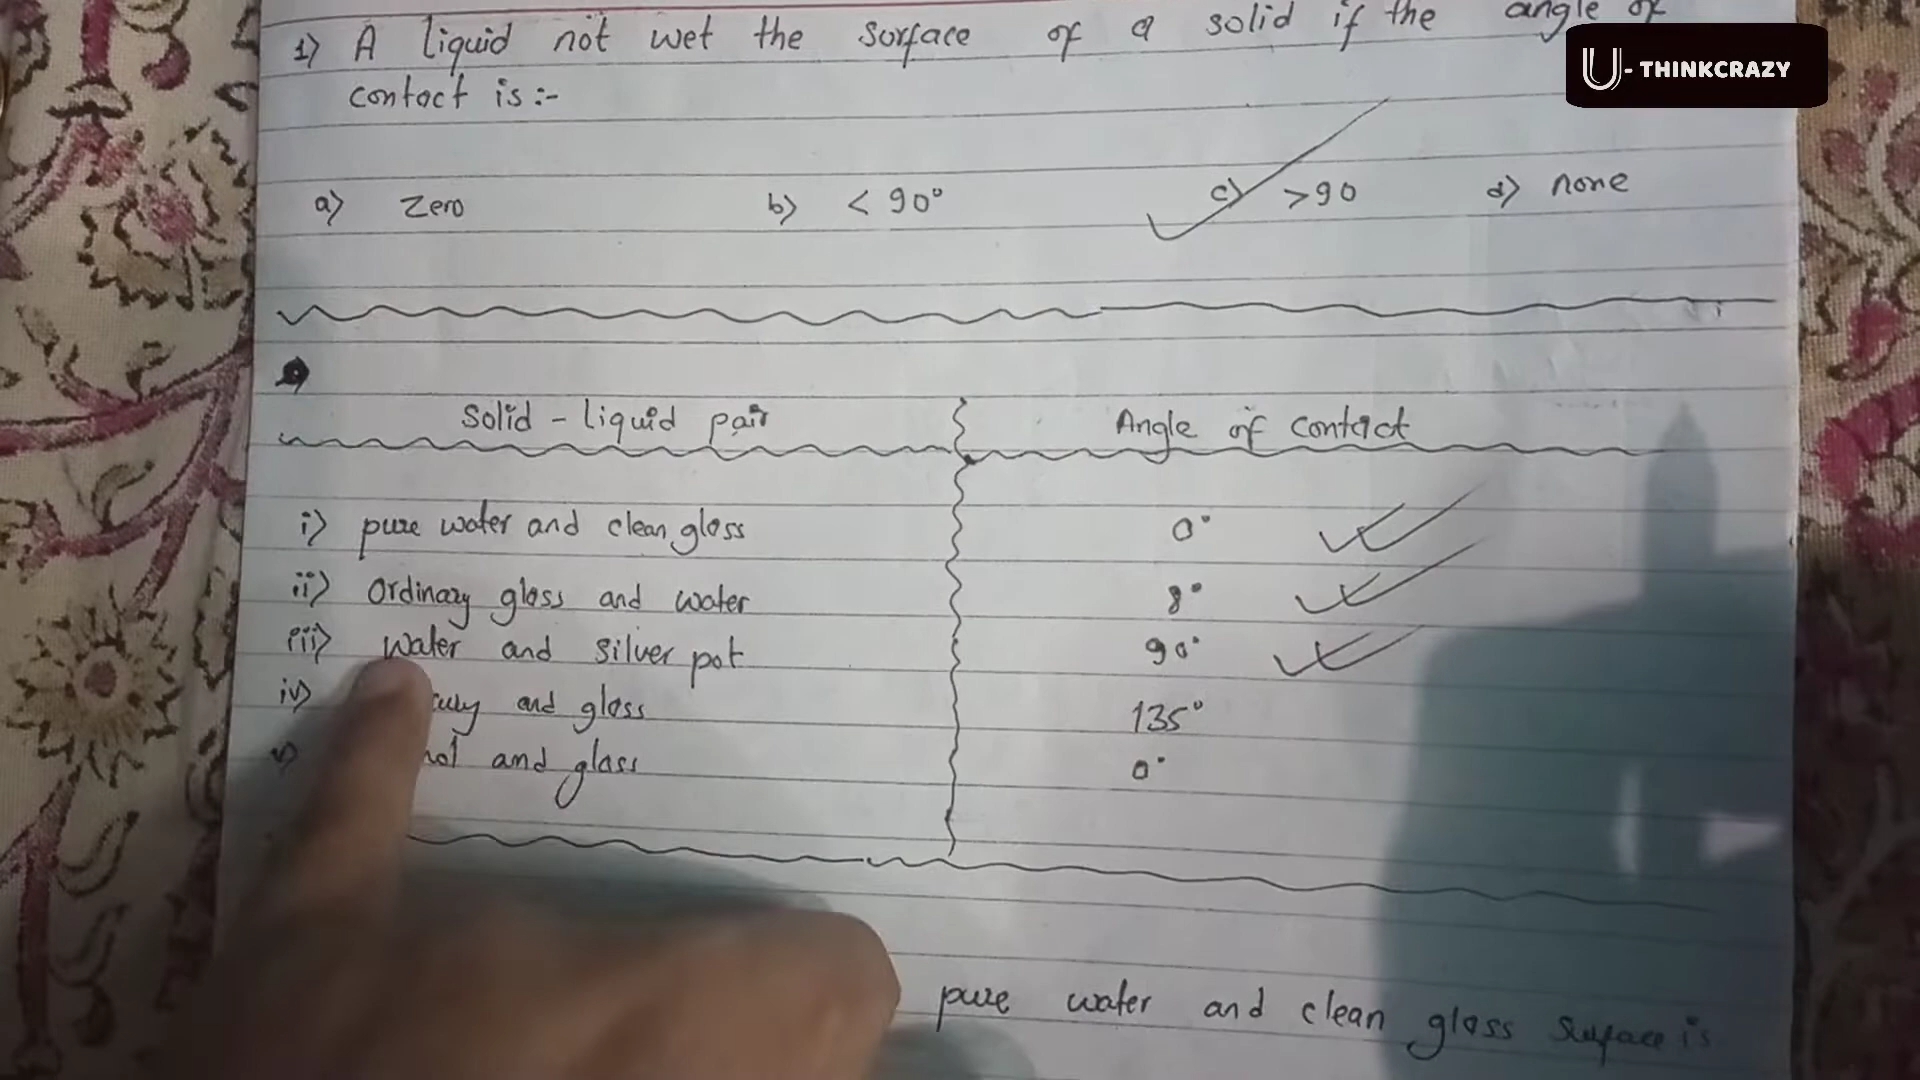 1) A liquid not wet the surface of a solid if the angle of
U - THINKCRAZY
contact is :-
a) Zero b) < 90° c) > 90 d) none
Solid - liquid pair Angle of contact
i) pure water and clean glass 0°
ii) Ordinary glass and water 8°
iii) Water and silver pot 90°
iv) and glass 135°
v) and glass 0°
pure water and clean glass surface is